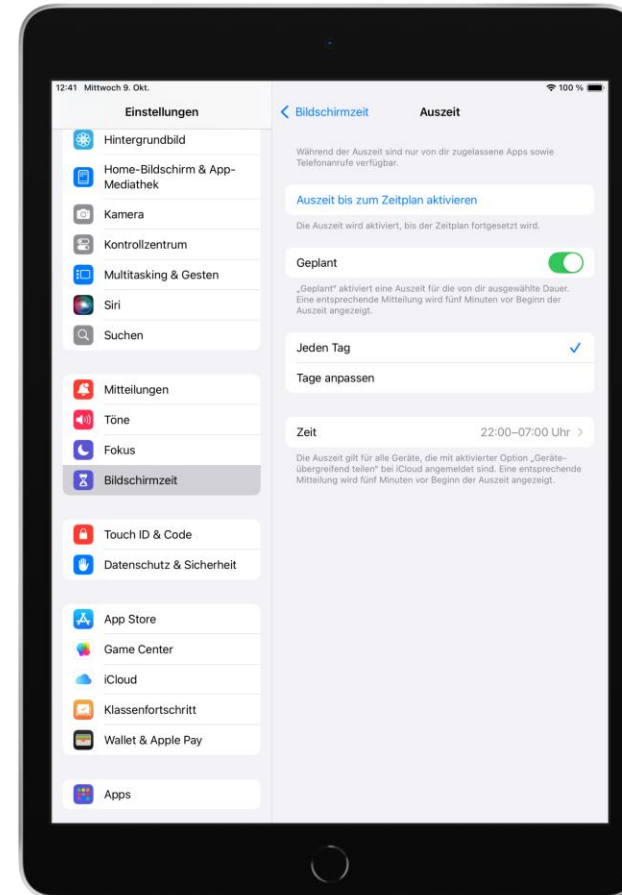 12:41 Mittwoch 9. Okt.
100 %
Einstellungen
Hintergrundbild
Home-Bildschirm & App-
Mediathek
Kamera
Kontrollzentrum
Multitasking & Gesten
Siri
Suchen
Mitteilungen
Töne
Fokus
Bildschirmzeit
Touch ID & Code
Datenschutz & Sicherheit
App Store
Game Center
iCloud
Klassenfortschritt
Wallet & Apple Pay
Apps
Bildschirmzeit
Auszeit
Während der Auszeit sind nur von dir zugelassene Apps sowie
Telefonanrufe verfügbar.
Auszeit bis zum Zeitplan aktivieren
Die Auszeit wird aktiviert, bis der Zeitplan fortgesetzt wird.
Geplant
„Geplant“ aktiviert eine Auszeit für die von dir ausgewählte Dauer.
Eine entsprechende Mitteilung wird fünf Minuten vor Beginn der
Auszeit angezeigt.
Jeden Tag
Tage anpassen
Zeit 22:00–07:00 Uhr
Die Auszeit gilt für alle Geräte, die mit aktivierter Option „Geräte-
übergreifend teilen“ bei iCloud angemeldet sind. Eine entsprechende
Mitteilung wird fünf Minuten vor Beginn der Auszeit angezeigt.